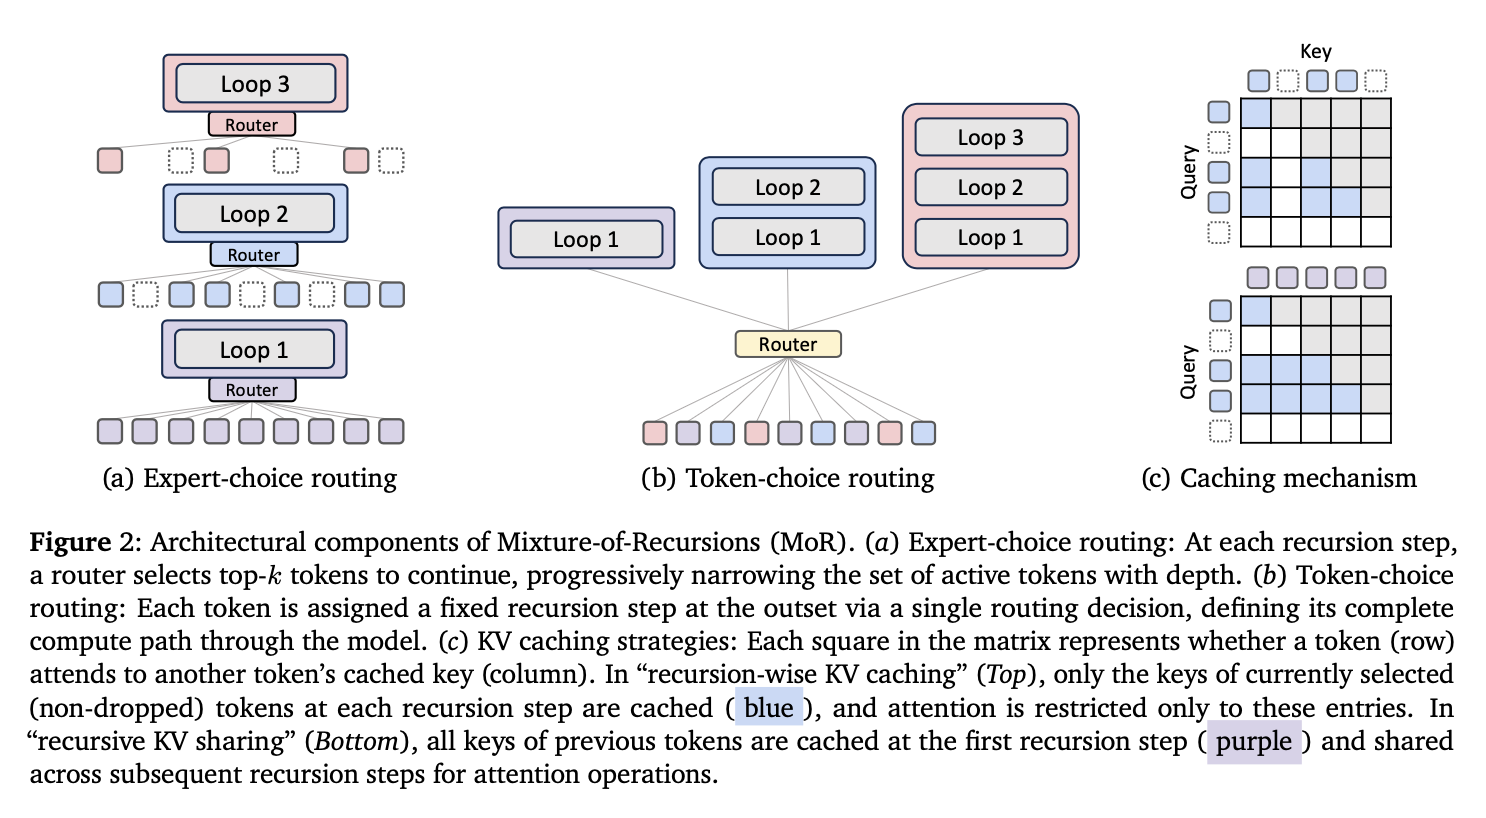 Loop 3
Router
Loop 2
Router
Loop 1
Router
(a) Expert-choice routing
Loop 1
Loop 2
Loop 1
Loop 3
Loop 2
Loop 1
Router
(b) Token-choice routing
Key
Query
Query
(c) Caching mechanism
Figure 2: Architectural components of Mixture-of-Recursions (MoR). (a) Expert-choice routing: At each recursion step,
a router selects top-k tokens to continue, progressively narrowing the set of active tokens with depth. (b) Token-choice
routing: Each token is assigned a fixed recursion step at the outset via a single routing decision, defining its complete
compute path through the model. (c) KV caching strategies: Each square in the matrix represents whether a token (row)
attends to another token’s cached key (column). In “recursion-wise KV caching” (Top), only the keys of currently selected
(non-dropped) tokens at each recursion step are cached ( blue ), and attention is restricted only to these entries. In
“recursive KV sharing” (Bottom), all keys of previous tokens are cached at the first recursion step ( purple ) and shared
across subsequent recursion steps for attention operations.